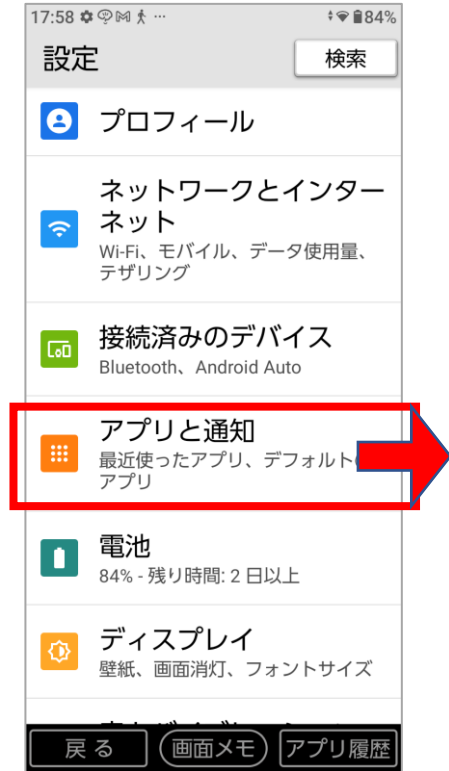 17:58 … 84%
設定
検索
プロフィール
ネットワークとインター
ネット
Wi-Fi、モバイル、データ使用量、
テザリング
接続済みのデバイス
Bluetooth、Android Auto
アプリと通知
最近使ったアプリ、デフォルト
アプリ
電池
84% - 残り時間: 2 日以上
ディスプレイ
壁紙、画面消灯、フォントサイズ
戻る
画面メモ
アプリ履歴